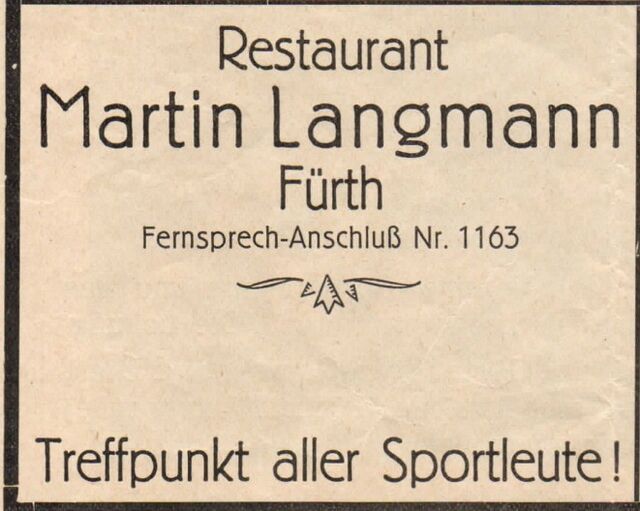 Restaurant
Martin Langmann
Fürth
Fernsprech-Anschluß Nr. 1163
Treffpunkt aller Sportleute!